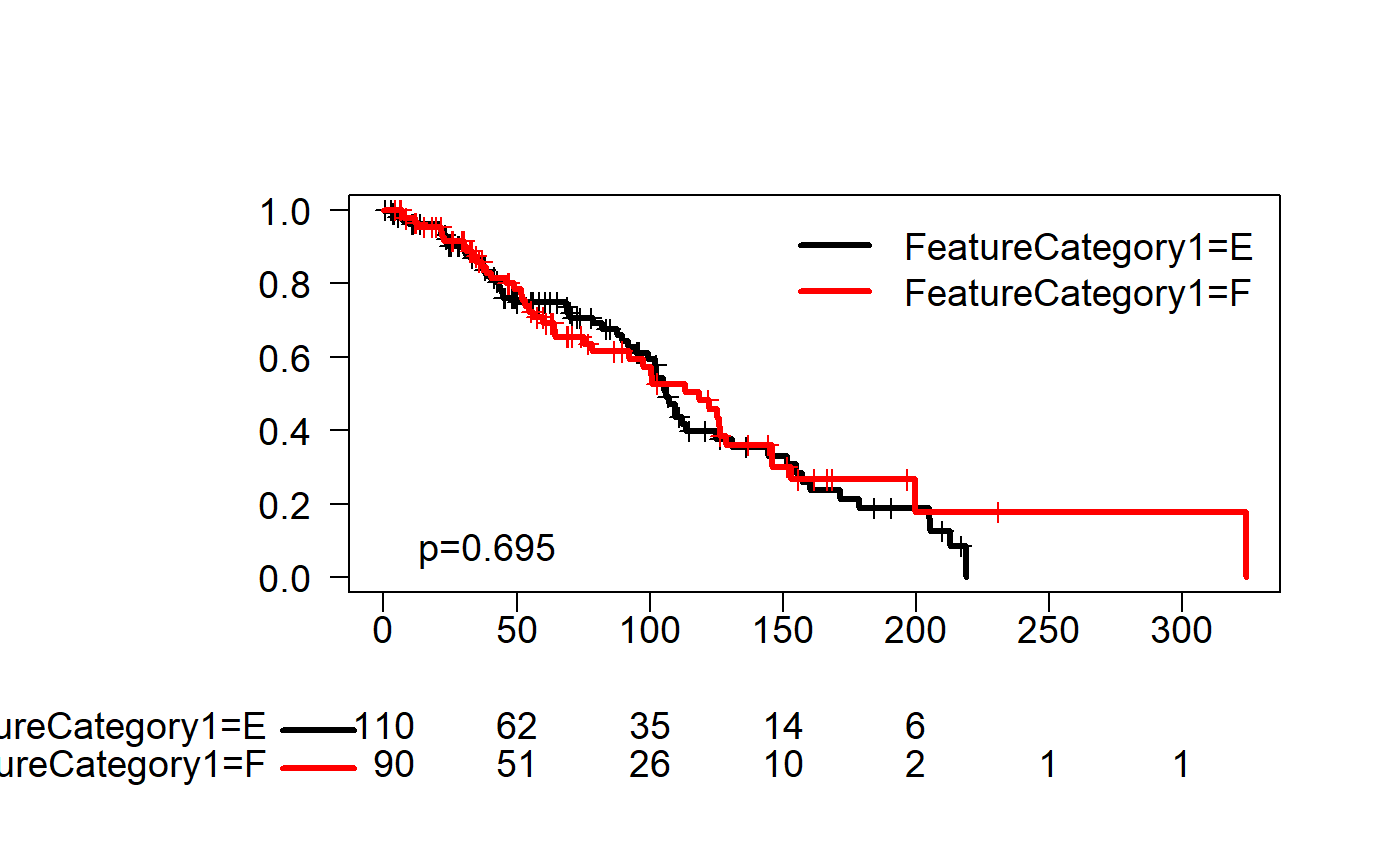 1.0
0.8
0.6
0.4
0.2
0.0
FeatureCategory1=E
FeatureCategory1=F
p=0.695
0 50 100 150 200 250 300
ureCategory1=E 110 62 35 14 6
ureCategory1=F 90 51 26 10 2 1 1